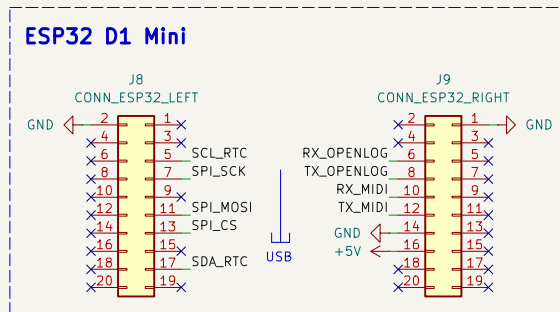 ESP32 D1 Mini
J8
CONN_ESP32_LEFT
GND 2 1
4 3
6 5 SCL_RTC
8 7 SPI_SCK
10 9
12 11 SPI_MOSI
14 13 SPI_CS
16 15
18 17 SDA_RTC
20 19
USB
J9
CONN_ESP32_RIGHT
2 1 GND
4 3
RX_OPENLOG 6 5
TX_OPENLOG 8 7
RX_MIDI 10 9
TX_MIDI 12 11
GND 14 13
+5V 16 15
18 17
20 19